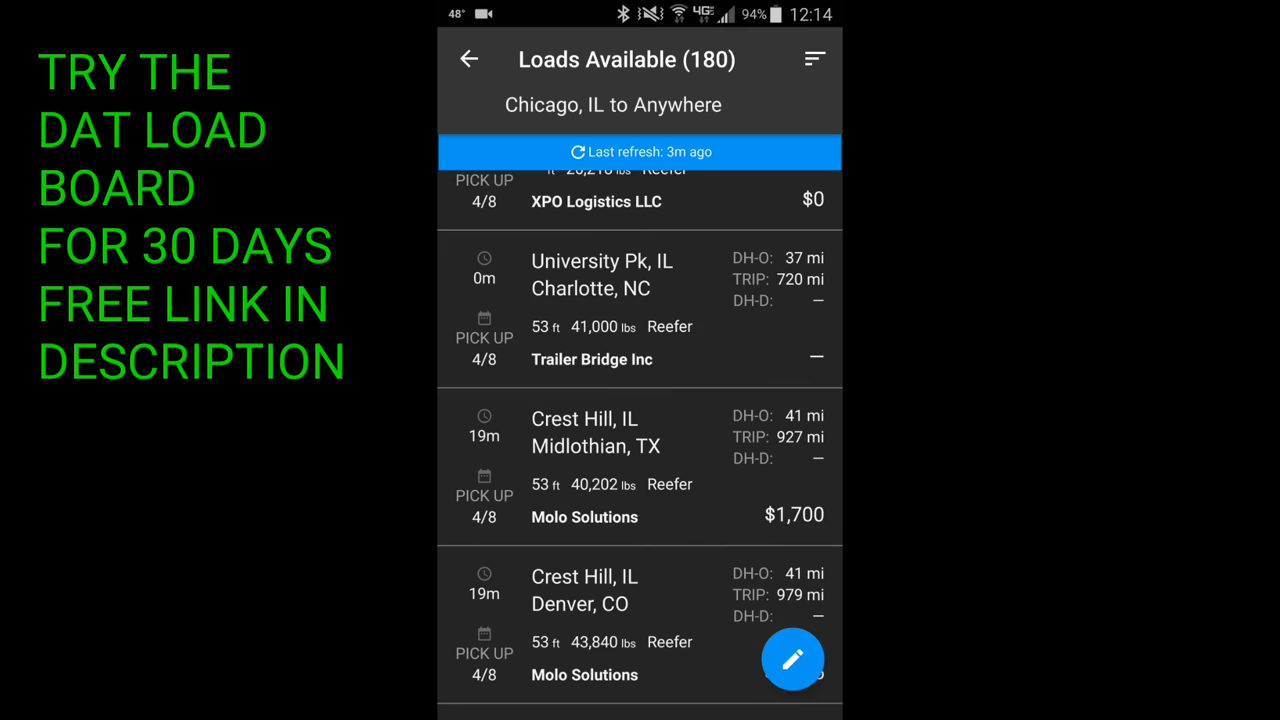 TRY THE
DAT LOAD
BOARD
FOR 30 DAYS
FREE LINK IN
DESCRIPTION
48° 4G 94% 12:14
Loads Available (180)
Chicago, IL to Anywhere
Last refresh: 3m ago
PICK UP
4/8 XPO Logistics LLC $0
University Pk, IL DH-O: 37 mi
0m Charlotte, NC TRIP: 720 mi
DH-D: –
53 ft 41,000 lbs Reefer
PICK UP
4/8 Trailer Bridge Inc –
Crest Hill, IL DH-O: 41 mi
19m Midlothian, TX TRIP: 927 mi
DH-D: –
53 ft 40,202 lbs Reefer
PICK UP
4/8 Molo Solutions $1,700
Crest Hill, IL DH-O: 41 mi
19m Denver, CO TRIP: 979 mi
DH-D: –
53 ft 43,840 lbs Reefer
PICK UP
4/8 Molo Solutions